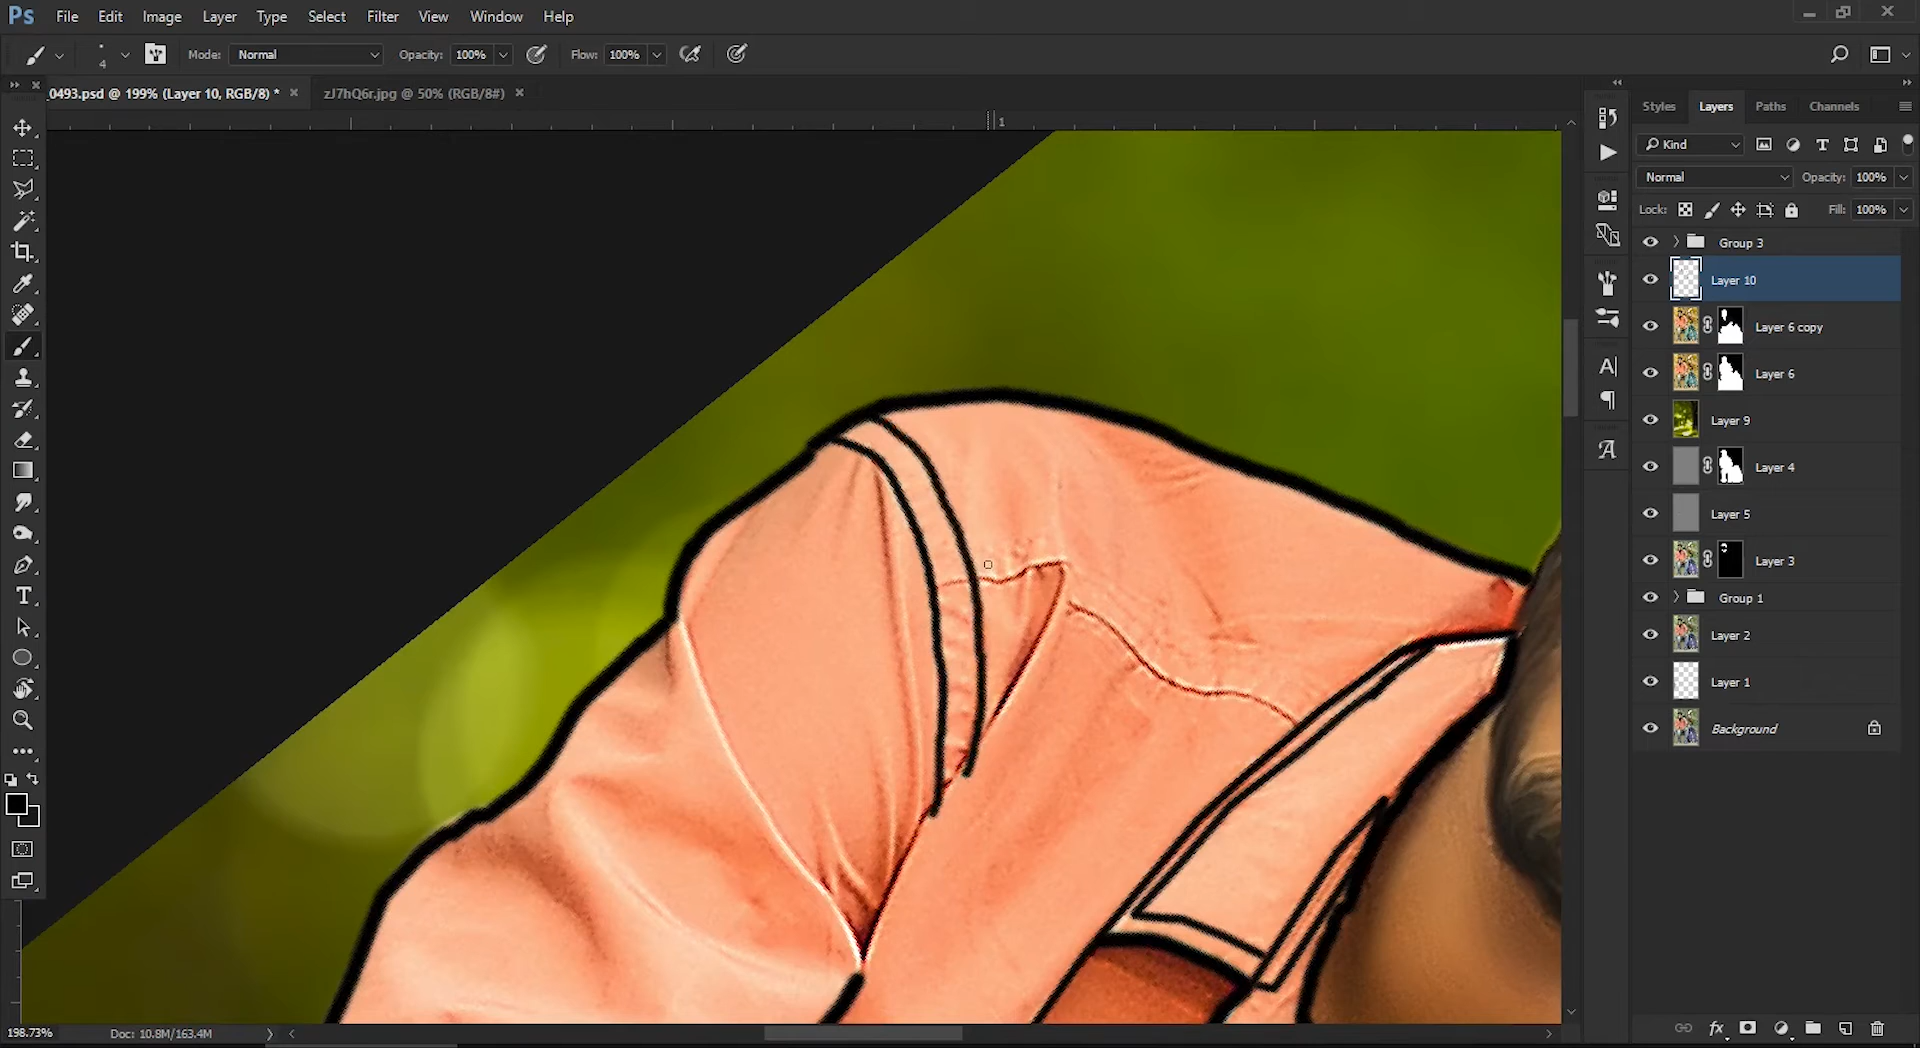 Ps File Edit Image Layer Type Select Filter View Window Help
4 Mode: Normal Opacity: 100% Flow: 100%
_0493.psd @ 199% (Layer 10, RGB/8) * × zJ7hQ6r.jpg @ 50% (RGB/8#) ×
1
Styles Layers Paths Channels
Kind
Normal Opacity: 100%
Lock: Fill: 100%
Group 3
Layer 10
Layer 6 copy
Layer 6
Layer 9
Layer 4
Layer 5
Layer 3
Group 1
Layer 2
Layer 1
Background
198.73% Doc: 10.8M/163.4M